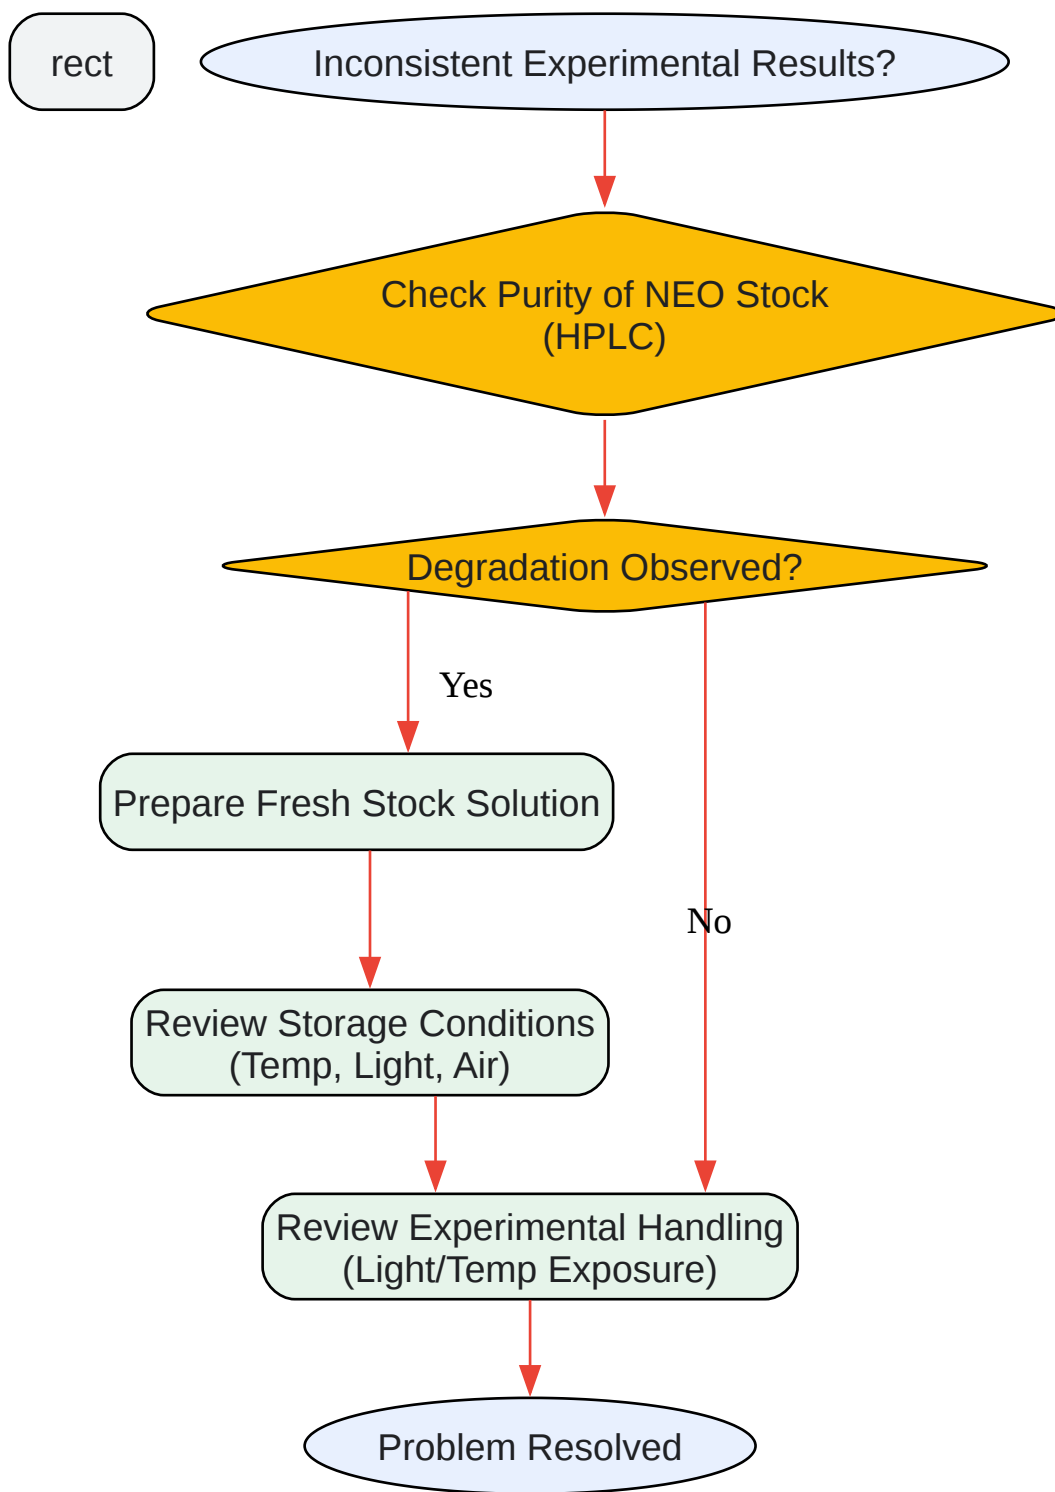 rect
Inconsistent Experimental Results?
Check Purity of NEO Stock
(HPLC)
Degradation Observed?
Yes
Prepare Fresh Stock Solution
No
Review Storage Conditions
(Temp, Light, Air)
Review Experimental Handling
(Light/Temp Exposure)
Problem Resolved